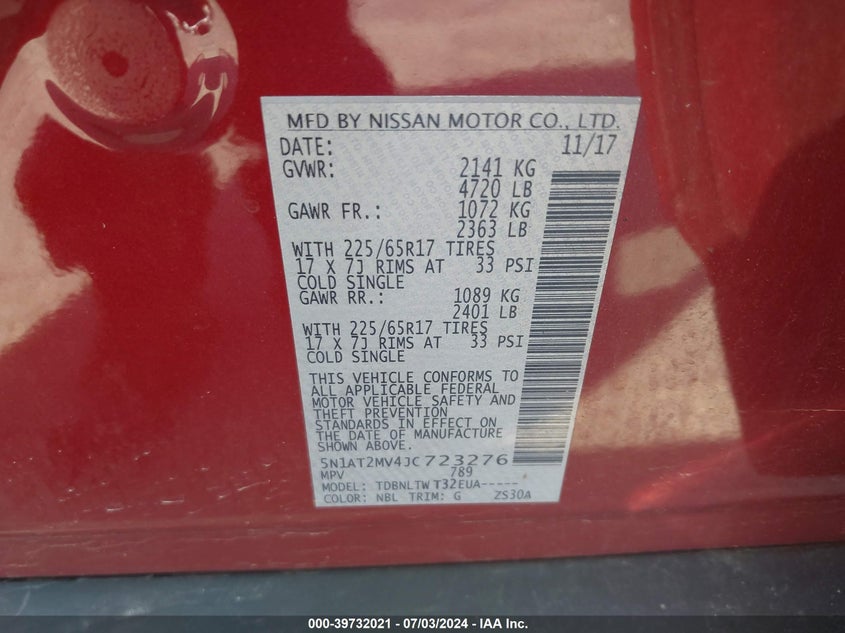 MFD BY NISSAN MOTOR CO., LTD.
DATE: 11/17
GVWR: 2141 KG
4720 LB
GAWR FR.: 1072 KG
2363 LB
WITH 225/65R17 TIRES
17 X 7J RIMS AT 33 PSI
COLD SINGLE
GAWR RR.: 1089 KG
2401 LB
WITH 225/65R17 TIRES
17 X 7J RIMS AT 33 PSI
COLD SINGLE
THIS VEHICLE CONFORMS TO
ALL APPLICABLE FEDERAL
MOTOR VEHICLE SAFETY AND
THEFT PREVENTION
STANDARDS IN EFFECT ON
THE DATE OF MANUFACTURE
SHOWN ABOVE.
5N1AT2MV4JC723276
MPV 789
MODEL: TDBNLTW T32EUA-----
COLOR: NBL TRIM: G ZS30A
000-39732021 - 07/03/2024 - IAA Inc.